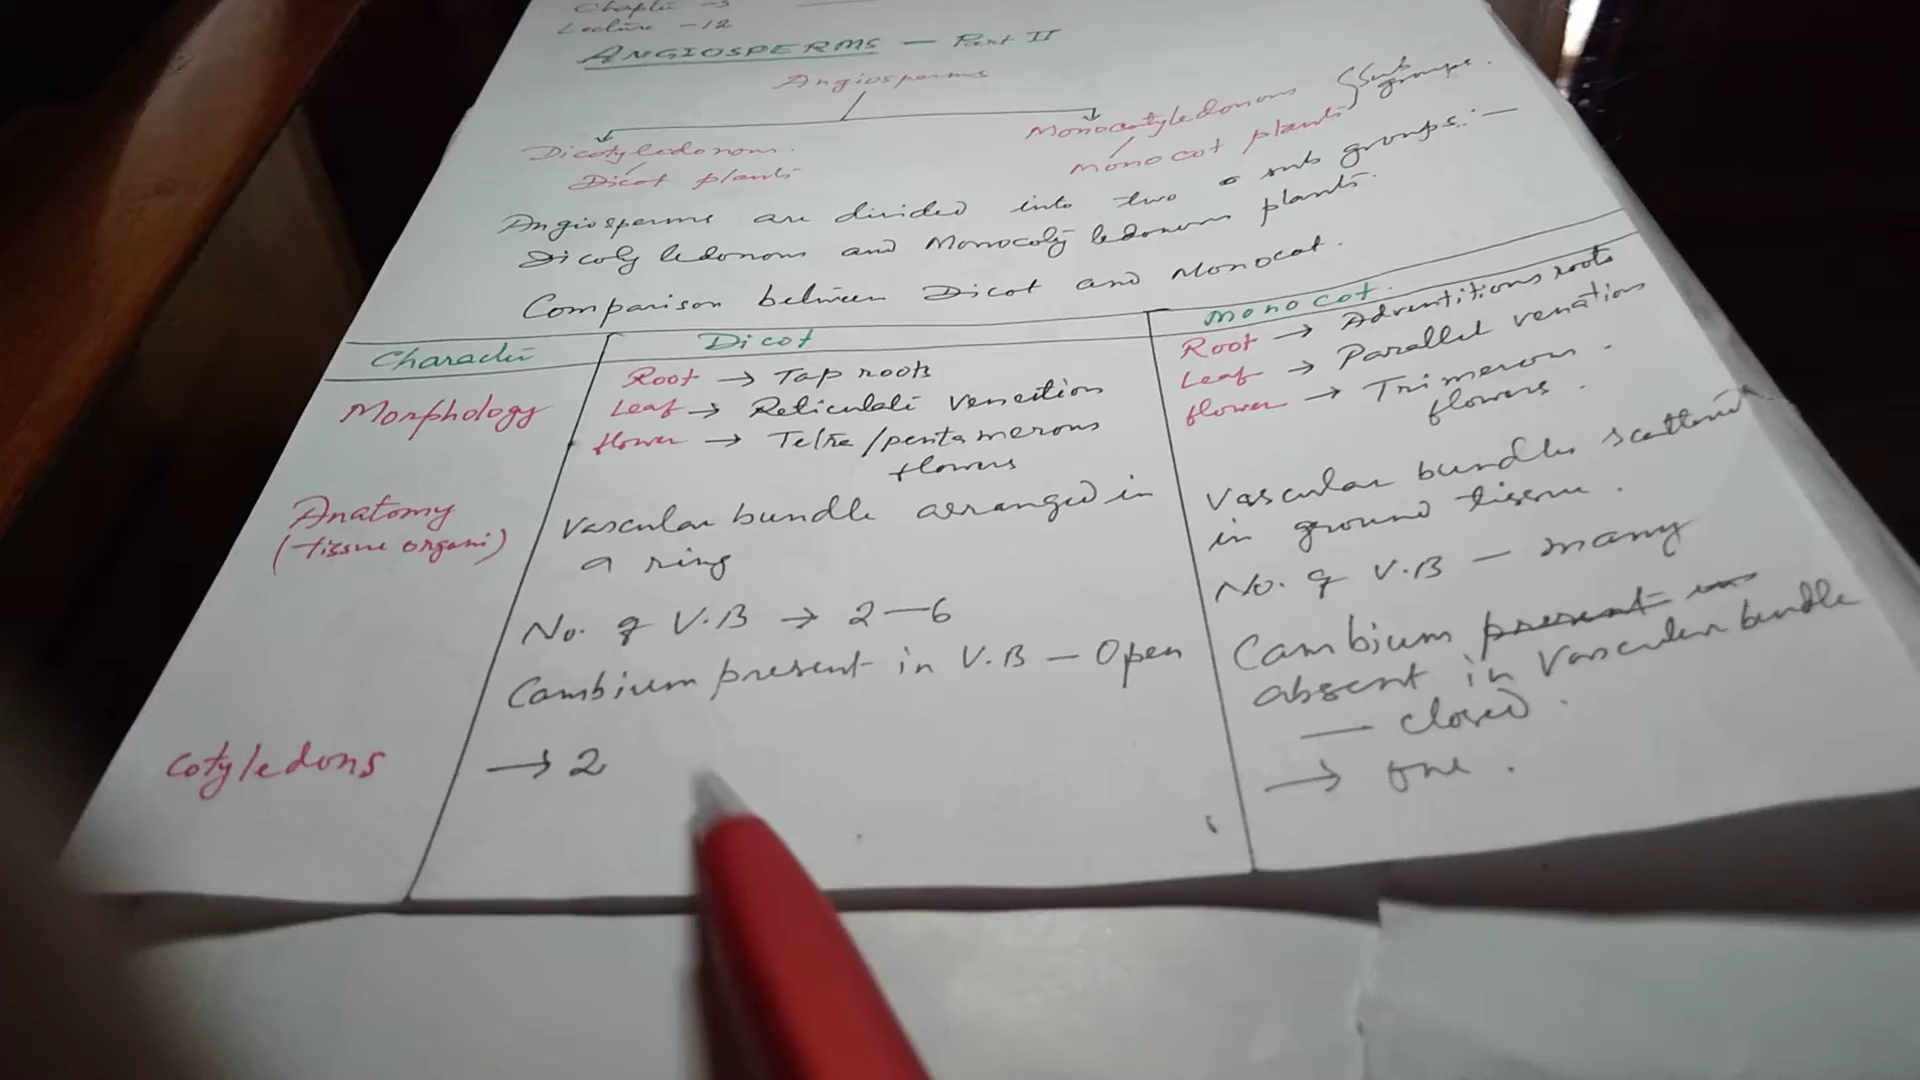 Chapter - 3
Lecture - 12
ANGIOSPERMS - Part II
Angiosperms
Dicotyledonous.
Dicot plants
Monocotyledonous
Monocot plants
Sub
groups.
Angiosperms are divided into two sub groups: —
Dicotyledonous and Monocotyledonous plants.
Comparison between Dicot and Monocot.
Character
Dicot
Monocot.
Morphology
Root → Tap roots
Leaf → Reticulate venation
flower → Tetra/pentamerous
flowers
Root → Adventitious roots
Leaf → Parallel venation
flower → Trimerous
flowers.
Anatomy
(tissue organi)
Vascular bundle arranged in
a ring
No. of V.B → 2-6
Cambium present in V.B - Open
Vascular bundles scattered
in ground tissue.
No. of V.B - many
Cambium present in
absent in Vascular bundle
— closed.
Cotyledons
→ 2
→ one.